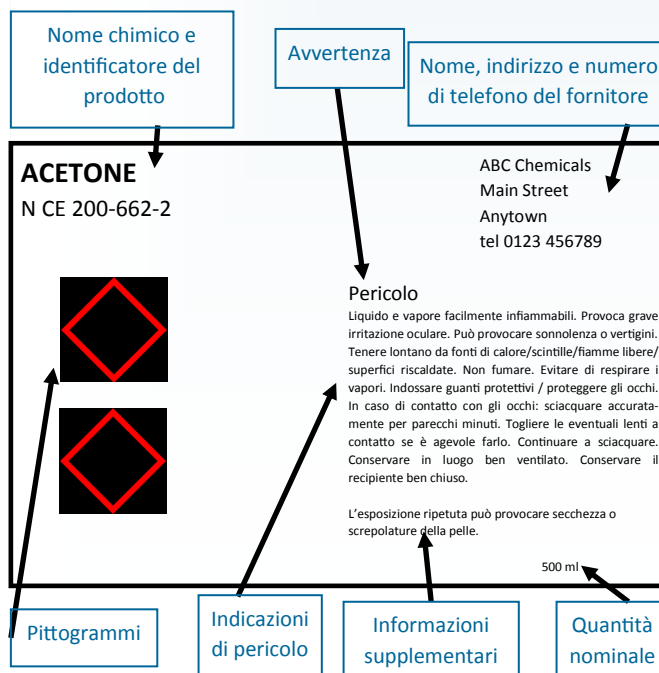 Nome chimico e
identificatore del
prodotto
Avvertenza
Nome, indirizzo e numero
di telefono del fornitore
ACETONE
N CE 200-662-2
ABC Chemicals
Main Street
Anytown
tel 0123 456789
Pericolo
Liquido e vapore facilmente infiammabili. Provoca grave
irritazione oculare. Può provocare sonnolenza o vertigini.
Tenere lontano da fonti di calore/scintille/fiamme libere/
superfici riscaldate. Non fumare. Evitare di respirare i
vapori. Indossare guanti protettivi / proteggere gli occhi.
In caso di contatto con gli occhi: sciacquare accurata-
mente per parecchi minuti. Togliere le eventuali lenti a
contatto se è agevole farlo. Continuare a sciacquare.
Conservare in luogo ben ventilato. Conservare il
recipiente ben chiuso.
L'esposizione ripetuta può provocare secchezza o
screpolature della pelle.
500 ml
Pittogrammi
Indicazioni
di pericolo
Informazioni
supplementari
Quantità
nominale